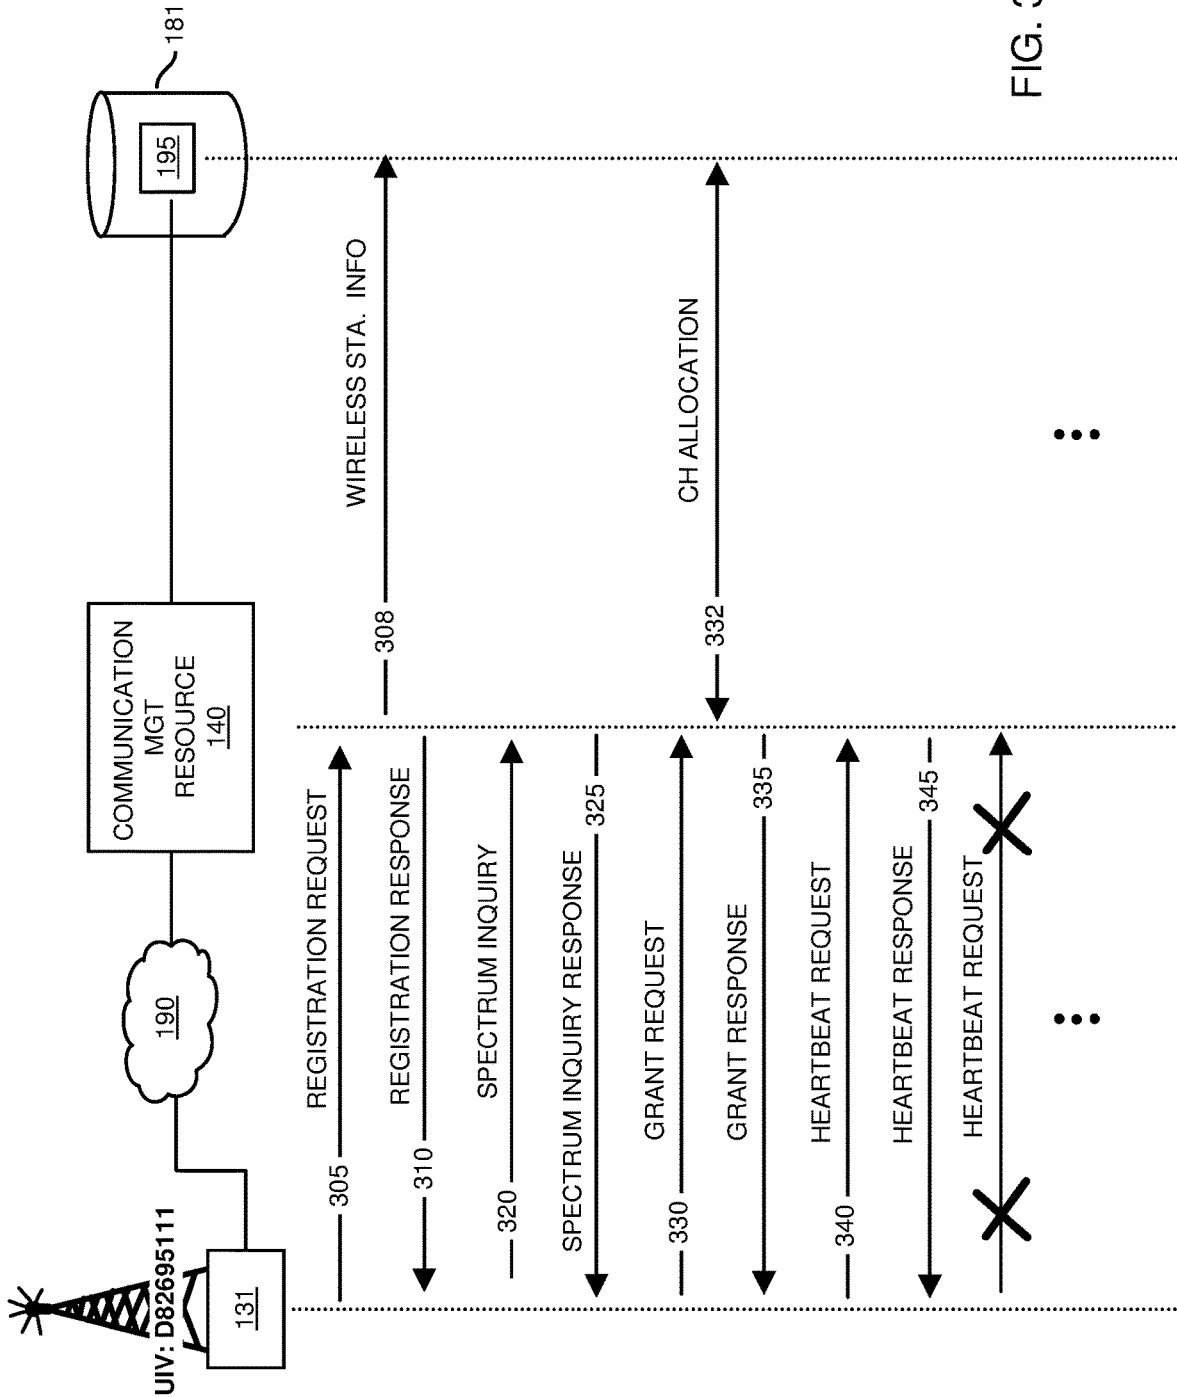 UIV: D82695111
131
190
COMMUNICATION
MGT
RESOURCE
140
195
181
REGISTRATION REQUEST
305
WIRELESS STA. INFO
308
REGISTRATION RESPONSE
310
SPECTRUM INQUIRY
320
SPECTRUM INQUIRY RESPONSE
325
GRANT REQUEST
330
CH ALLOCATION
332
GRANT RESPONSE
335
HEARTBEAT REQUEST
340
HEARTBEAT RESPONSE
345
HEARTBEAT REQUEST
FIG. 3